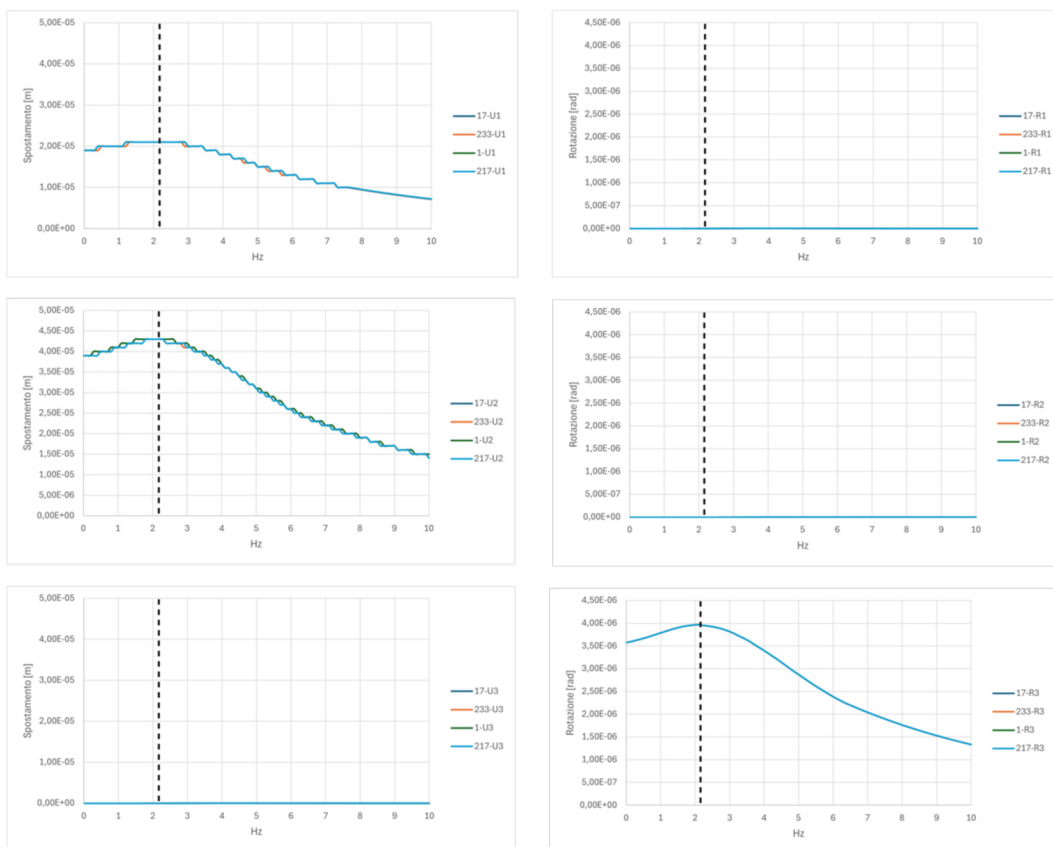 5,00E-05
4,00E-05
3,00E-05
2,00E-05
1,00E-05
0,00E+00
Spostamento [m]
0 1 2 3 4 5 6 7 8 9 10
Hz
17-U1
233-U1
1-U1
217-U1
4,50E-06
4,00E-06
3,50E-06
3,00E-06
2,50E-06
2,00E-06
1,50E-06
1,00E-06
5,00E-07
0,00E+00
Rotazione [rad]
0 1 2 3 4 5 6 7 8 9 10
Hz
17-R1
233-R1
1-R1
217-R1
5,00E-05
4,50E-05
4,00E-05
3,50E-05
3,00E-05
2,50E-05
2,00E-05
1,50E-05
1,00E-05
5,00E-06
0,00E+00
Spostamento [m]
0 1 2 3 4 5 6 7 8 9 10
Hz
17-U2
233-U2
1-U2
217-U2
4,50E-06
4,00E-06
3,50E-06
3,00E-06
2,50E-06
2,00E-06
1,50E-06
1,00E-06
5,00E-07
0,00E+00
Rotazione [rad]
0 1 2 3 4 5 6 7 8 9 10
Hz
17-R2
233-R2
1-R2
217-R2
5,00E-05
4,00E-05
3,00E-05
2,00E-05
1,00E-05
0,00E+00
Spostamento [m]
0 1 2 3 4 5 6 7 8 9 10
Hz
17-U3
233-U3
1-U3
217-U3
4,50E-06
4,00E-06
3,50E-06
3,00E-06
2,50E-06
2,00E-06
1,50E-06
1,00E-06
5,00E-07
0,00E+00
Rotazione [rad]
0 1 2 3 4 5 6 7 8 9 10
Hz
17-R3
233-R3
1-R3
217-R3